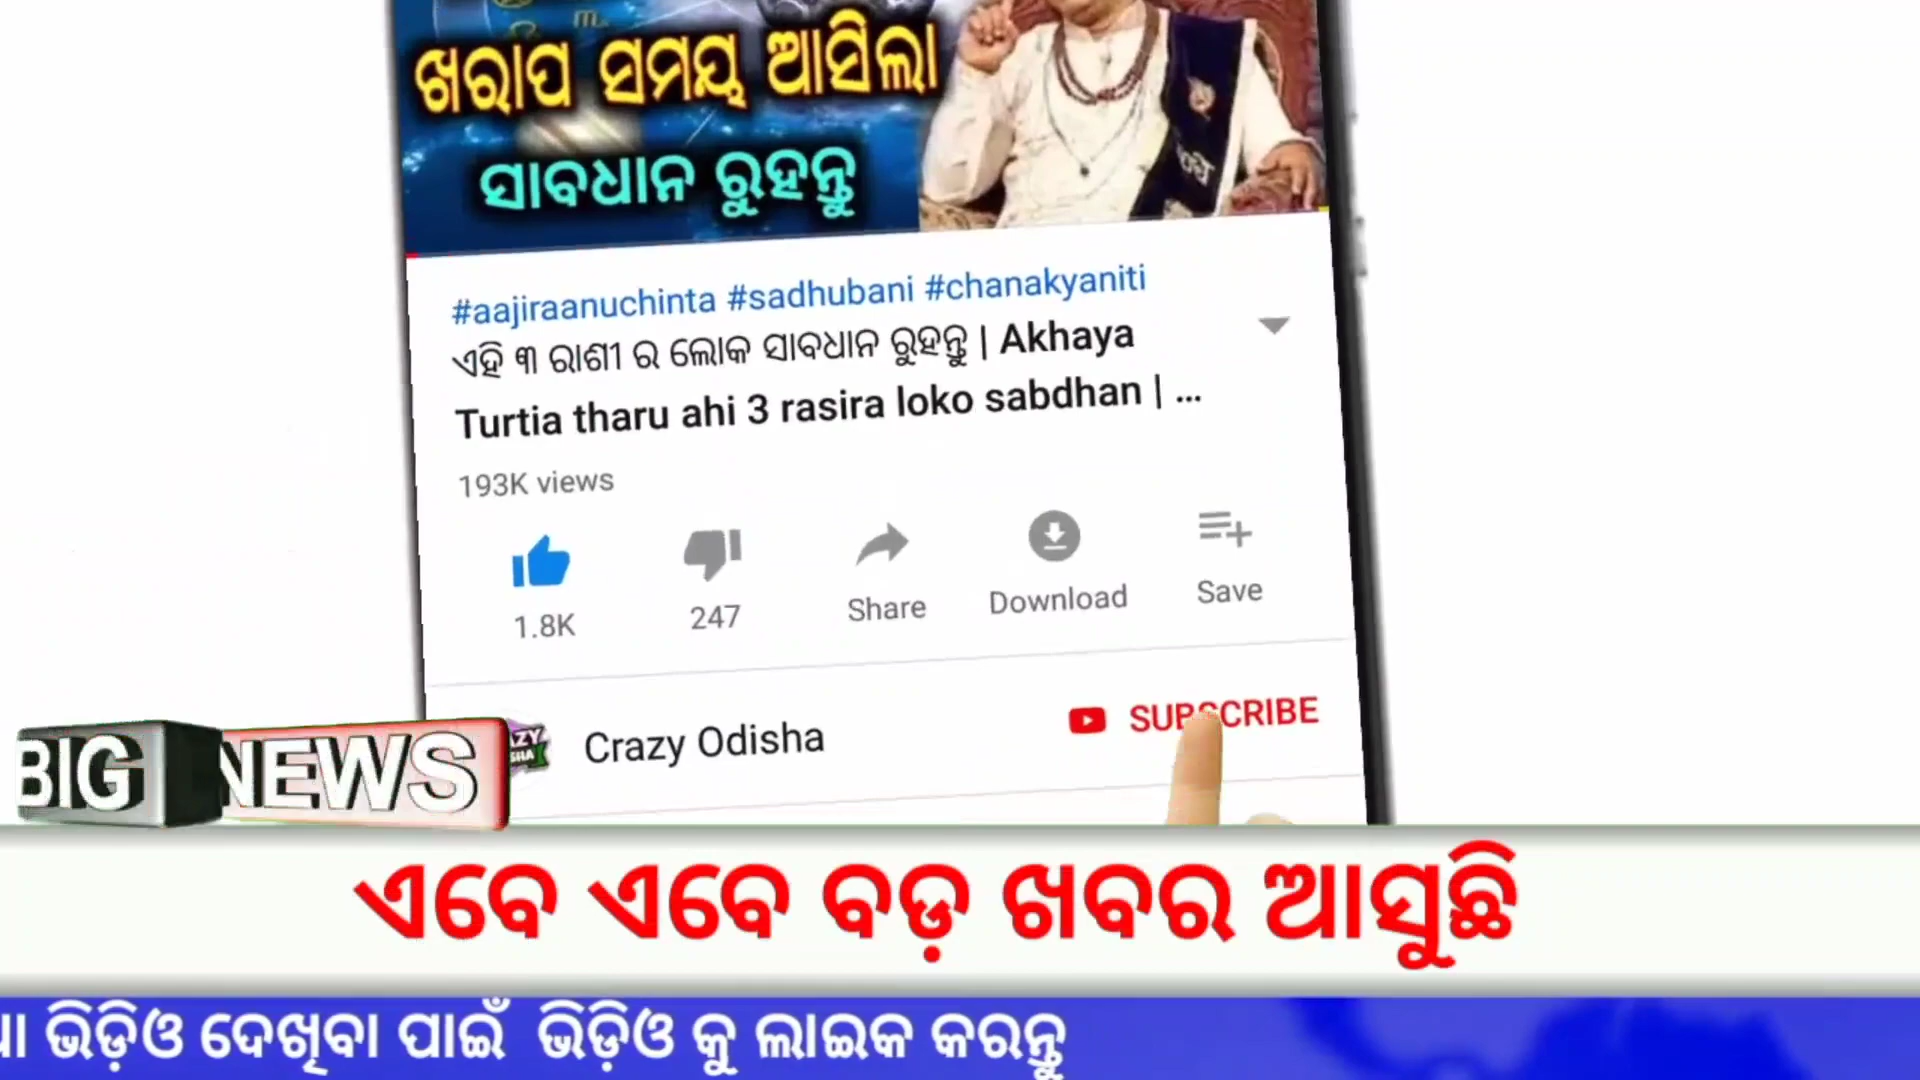 ଖରାପ ସମୟ ଆସିଲା
ସାବଧାନ ରୁହନ୍ତୁ
#aajiraanuchinta #sadhubani #chanakyaniti
ଏହି ୩ ରାଶୀ ର ଲୋକ ସାବଧାନ ରୁହନ୍ତୁ | Akhaya
Turtia tharu ahi 3 rasira loko sabdhan | ...
193K views
1.8K 247 Share Download Save
Crazy Odisha SUBSCRIBE
BIG NEWS
ଏବେ ଏବେ ବଡ଼ ଖବର ଆସୁଛି
ଭିଡ଼ିଓ ଦେଖିବା ପାଇଁ ଭିଡ଼ିଓ କୁ ଲାଇକ କରନ୍ତୁ